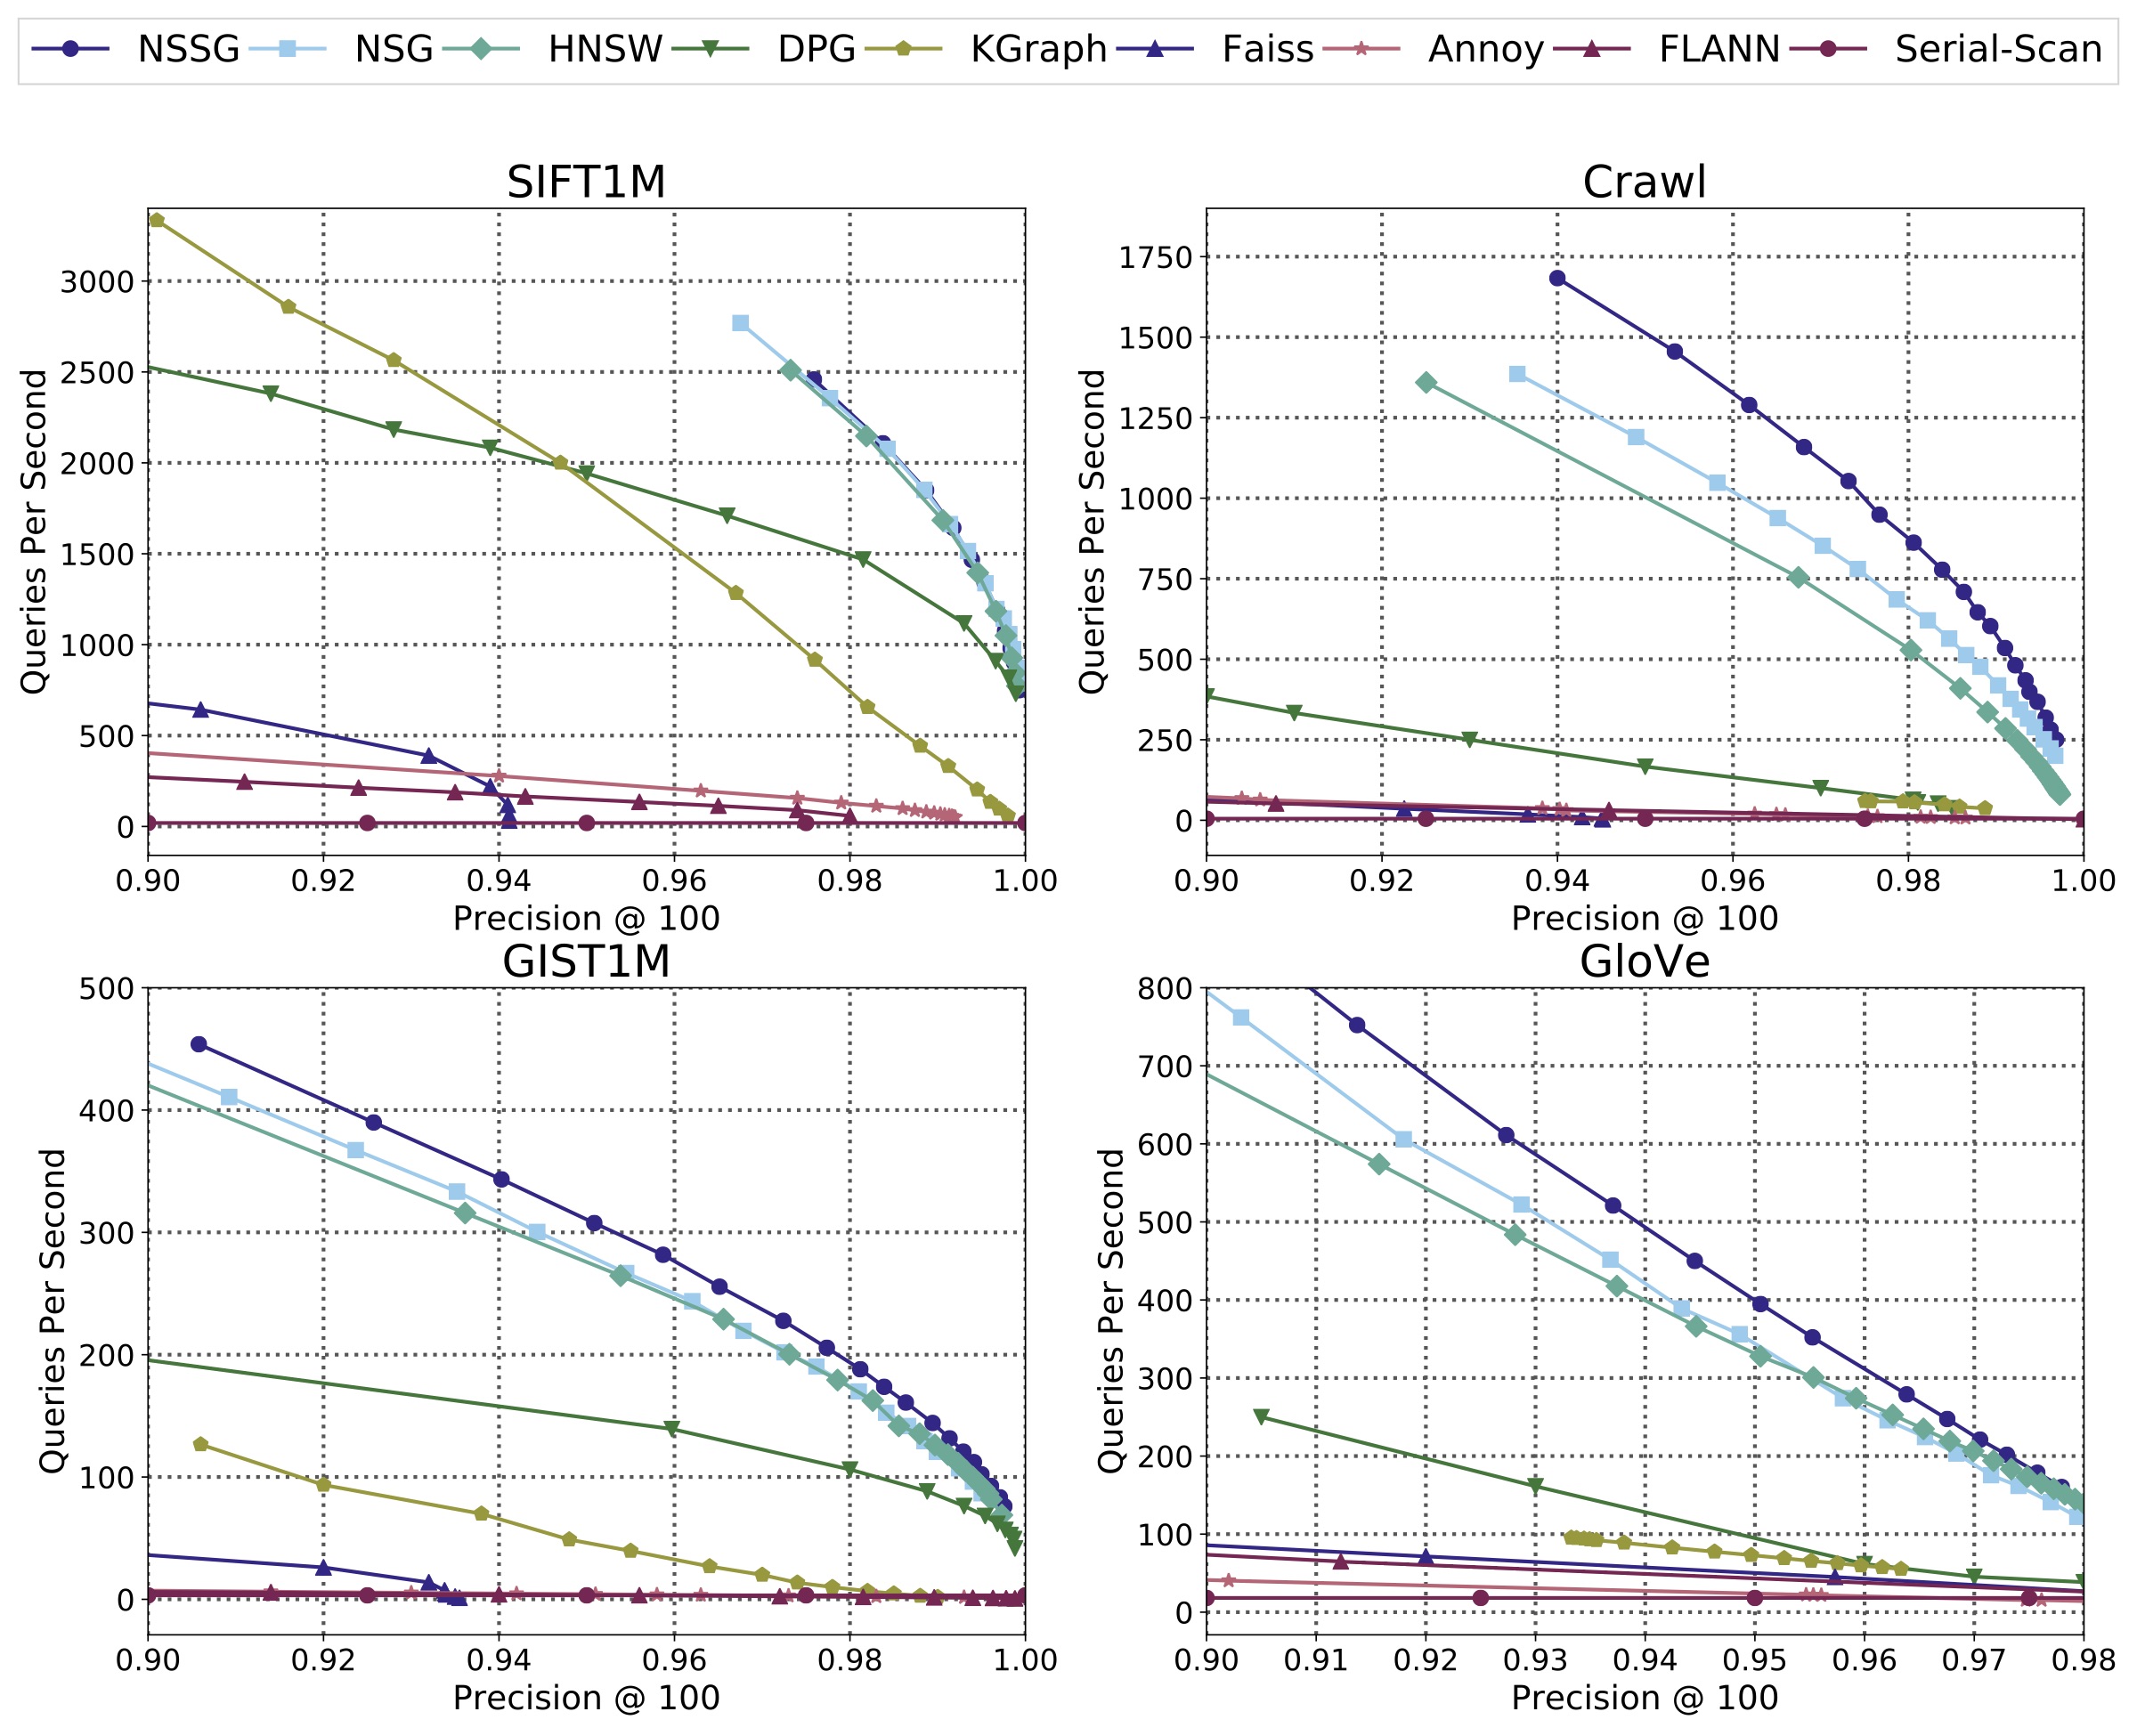 NSSG NSG HNSW DPG KGraph Faiss Annoy FLANN Serial-Scan
SIFT1M
Queries Per Second
3000
2500
2000
1500
1000
500
0
0.90 0.92 0.94 0.96 0.98 1.00
Precision @ 100
Crawl
Queries Per Second
1750
1500
1250
1000
750
500
250
0
0.90 0.92 0.94 0.96 0.98 1.00
Precision @ 100
GIST1M
Queries Per Second
500
400
300
200
100
0
0.90 0.92 0.94 0.96 0.98 1.00
Precision @ 100
GloVe
Queries Per Second
800
700
600
500
400
300
200
100
0
0.90 0.91 0.92 0.93 0.94 0.95 0.96 0.97 0.98
Precision @ 100